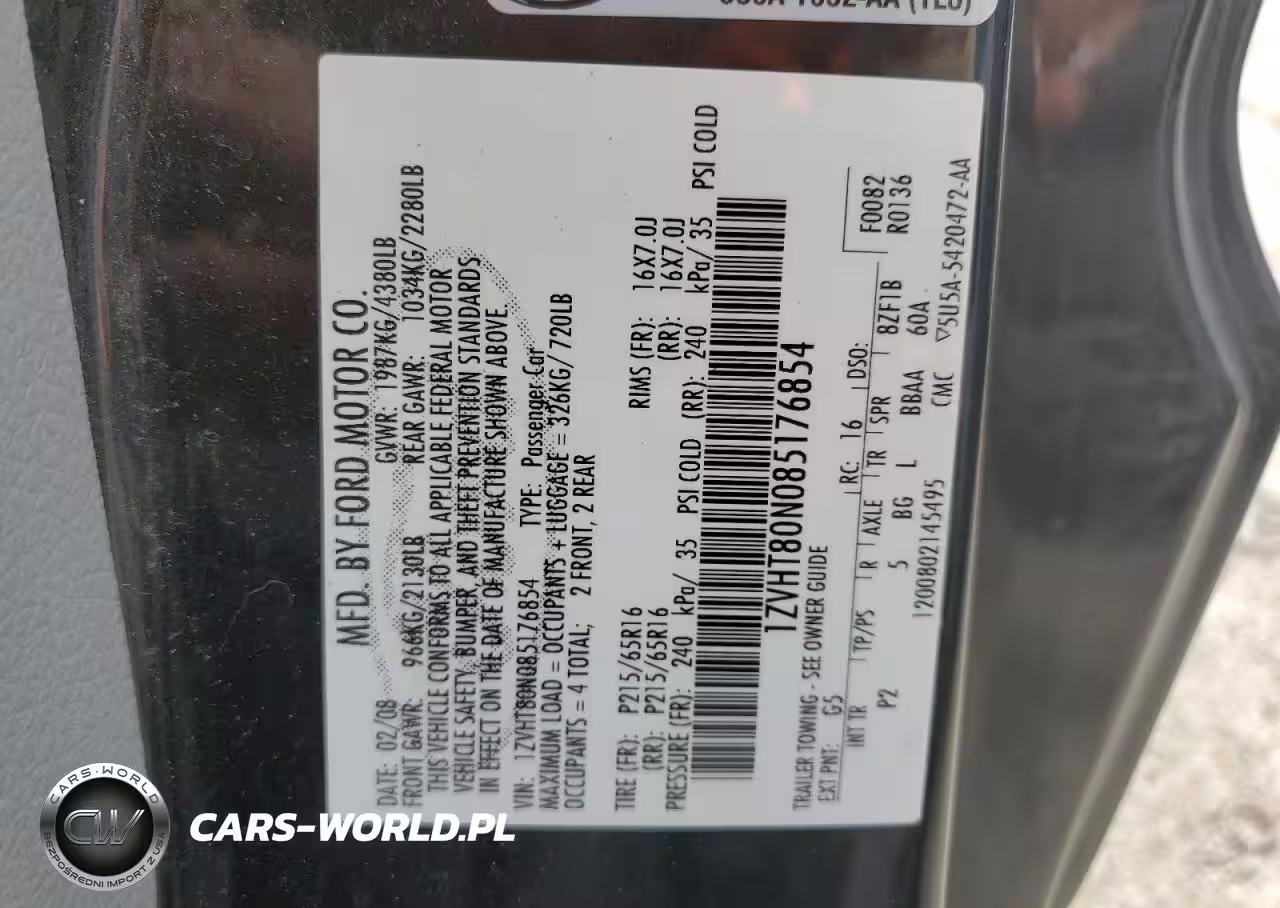 MFD. BY FORD MOTOR CO.
DATE: 02/08 GVWR: 1987KG/4380LB
FRONT GAWR: 966KG/2130LB REAR GAWR: 1034KG/2280LB
THIS VEHICLE CONFORMS TO ALL APPLICABLE FEDERAL MOTOR
VEHICLE SAFETY, BUMPER, AND THEFT PREVENTION STANDARDS
IN EFFECT ON THE DATE OF MANUFACTURE SHOWN ABOVE.
VIN: 1ZVHT80N085176854 TYPE: Passenger Car
MAXIMUM LOAD = OCCUPANTS + LUGGAGE = 326KG/720LB
OCCUPANTS = 4 TOTAL, 2 FRONT, 2 REAR
TIRE (FR): P215/65R16 RIMS (FR): 16X7.0J
(RR): P215/65R16 (RR): 16X7.0J
PRESSURE (FR): 240 kPa/ 35 PSI COLD (RR): 240 kPa/ 35 PSI COLD
1ZVHT80N085176854
TRAILER TOWING - SEE OWNER GUIDE
EXT PNT: G5 RC: 16 DSO: F0082
R0136
INT TR TP/PS R AXLE TR SPR
P2 5 BG L BBAA 8ZF1B
60A
1200802145495 CMC ▽5U5A-5420472-AA
CARS-WORLD
CW
BEZPOŚREDNI IMPORT Z USA
CARS-WORLD.PL